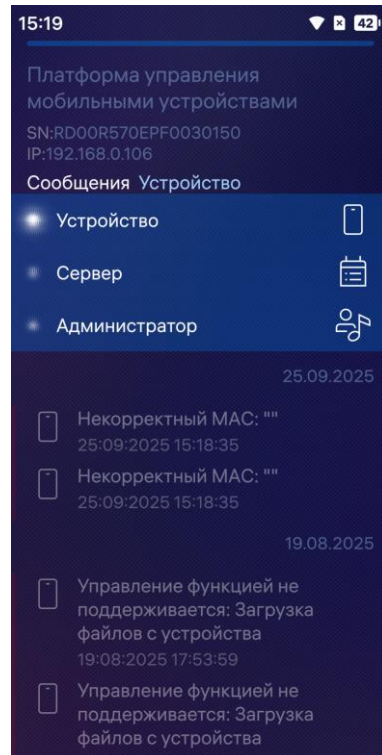 15:19
42
Платформа управления
мобильными устройствами
SN:RD00R570EPF0030150
IP:192.168.0.106
Сообщения Устройство
Устройство
Сервер
Администратор
25.09.2025
Некорректный MAC: ""
25:09:2025 15:18:35
Некорректный MAC: ""
25:09:2025 15:18:35
19.08.2025
Управление функцией не
поддерживается: Загрузка
файлов с устройства
19:08:2025 17:53:59
Управление функцией не
поддерживается: Загрузка
файлов с устройства